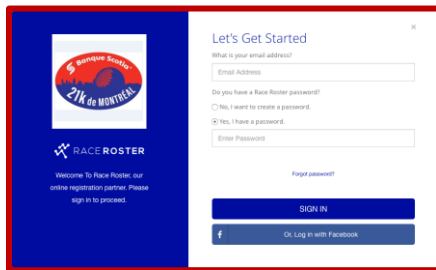 Banque Scotia
21k de MONTRÉAL
RACE ROSTER
Welcome To Race Roster, our
online registration partner. Please
sign in to proceed.
×
Let's Get Started
What is your email address?
Email Address
Do you have a Race Roster password?
No, I want to create a password.
Yes, I have a password.
Enter Password
Forgot password?
SIGN IN
f
Or, Log in with Facebook